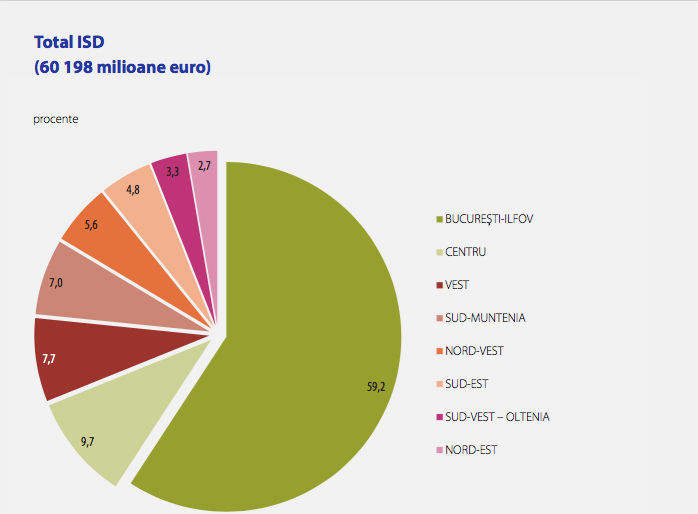 Total ISD
(60 198 milioane euro)
procente
2,7
3,3
4,8
5,6
7,0
7,7
9,7
59,2
BUCUREŞTI-ILFOV
CENTRU
VEST
SUD-MUNTENIA
NORD-VEST
SUD-EST
SUD-VEST – OLTENIA
NORD-EST